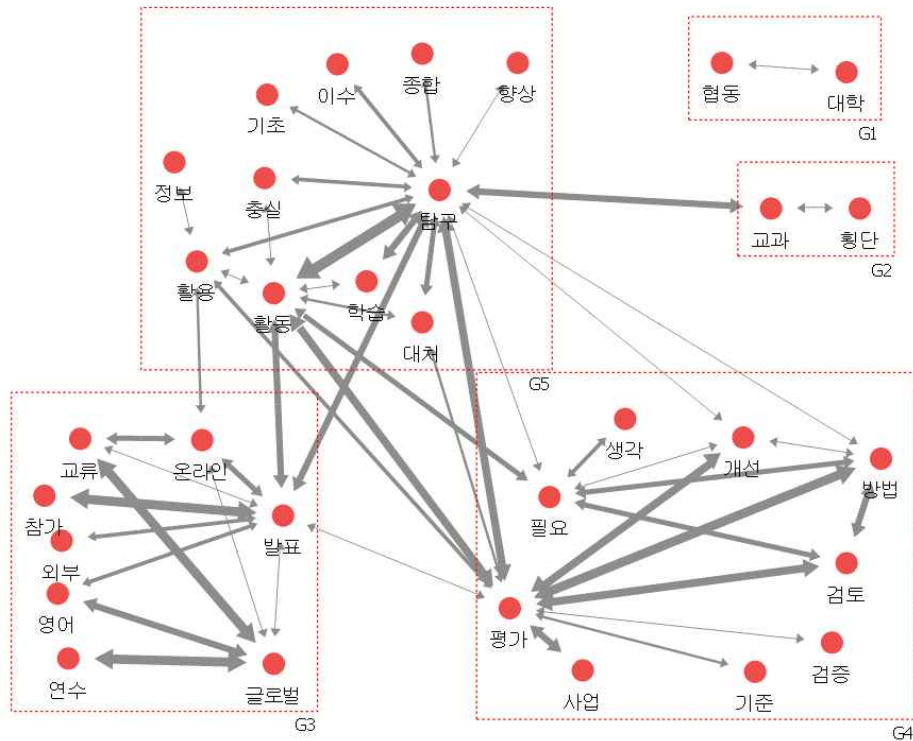 이수
종합
향상
기초
정보
충실
탐구
활용
활동
학습
대처
G5
협동
대학
G1
교과
횡단
G2
교류
온라인
참가
외부
발표
영어
연수
글로벌
G3
생각
개선
방법
필요
검토
평가
검증
사업
기준
G4